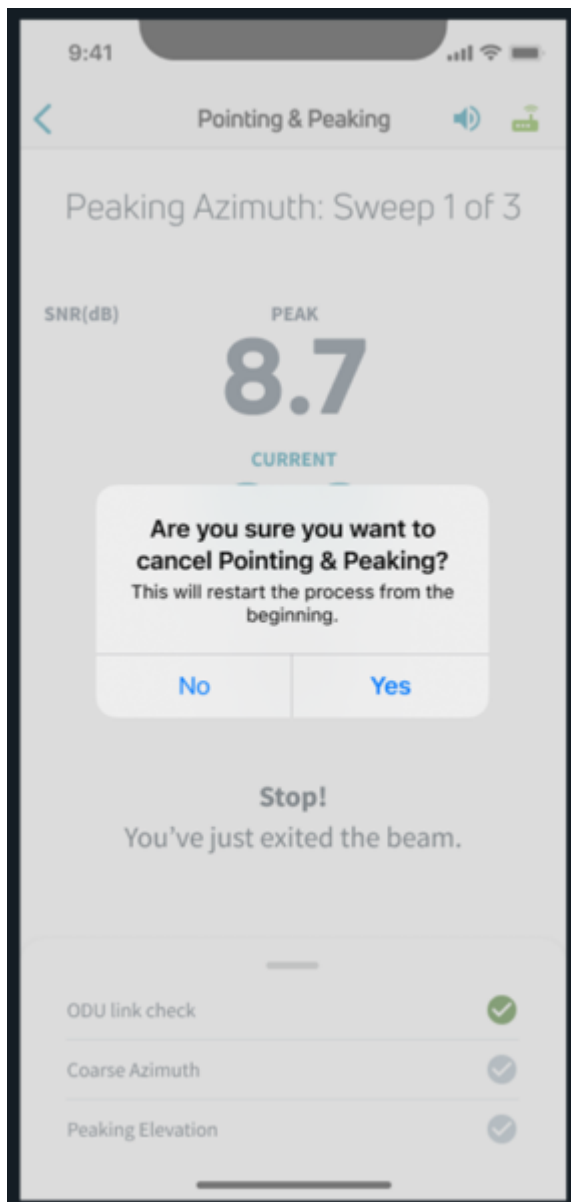 9:41
Pointing & Peaking
Peaking Azimuth: Sweep 1 of 3
SNR(dB)
PEAK
8.7
CURRENT
Are you sure you want to
cancel Pointing & Peaking?
This will restart the process from the
beginning.
No
Yes
Stop!
You've just exited the beam.
ODU link check
Coarse Azimuth
Peaking Elevation